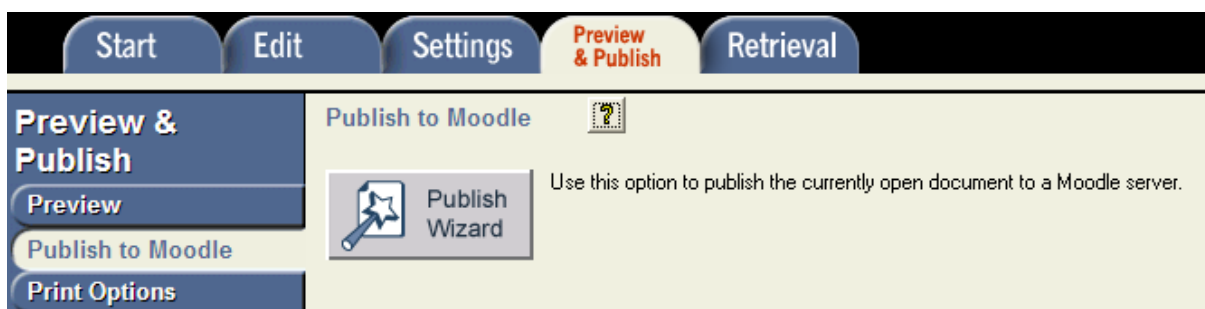 Start
Edit
Settings
Preview
& Publish
Retrieval
Preview &
Publish
Preview
Publish to Moodle
Print Options
Publish to Moodle
?
Publish
Wizard
Use this option to publish the currently open document to a Moodle server.